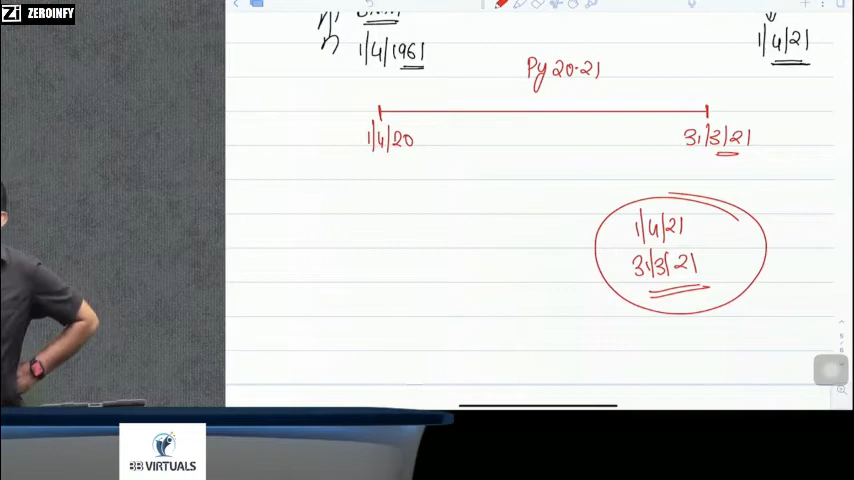 Zi ZEROINFY
1/4/1961
1/4/21
Py 20-21
1/4/20
31/3/21
1/4/21
31/3/21
BB VIRTUALS